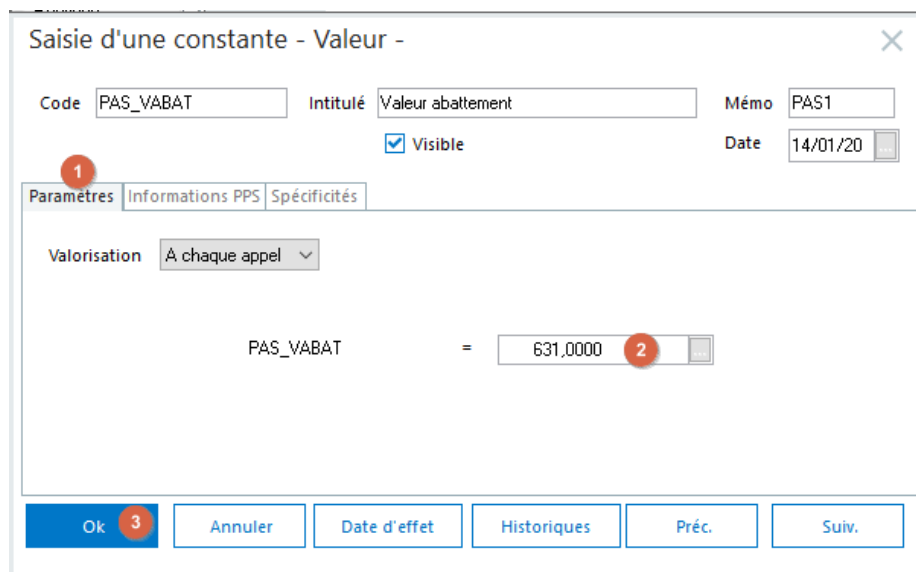 Saisie d'une constante - Valeur -
Code PAS_VABAT Intitulé Valeur abattement Mémo PAS1
Visible Date 14/01/20 ...
1
Paramètres Informations PPS Spécificités
Valorisation A chaque appel
PAS_VABAT = 631,0000 2 ...
Ok 3 Annuler Date d'effet Historiques Préc. Suiv.